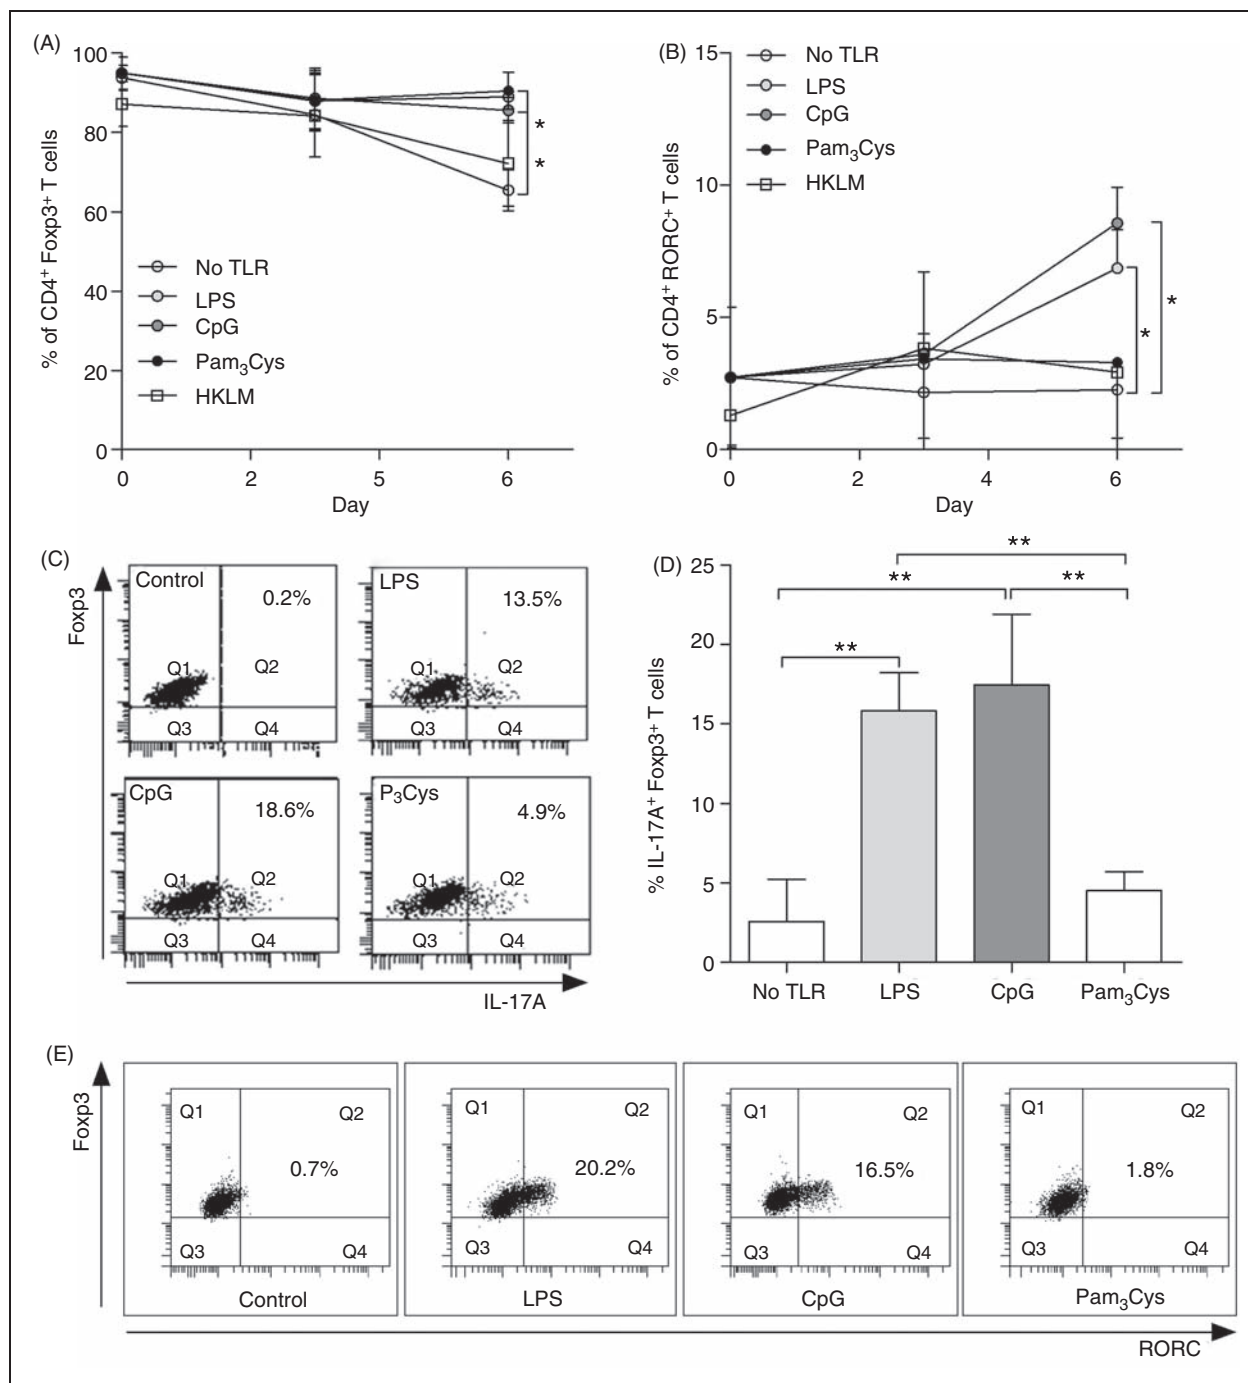 (A)
100
80
60
40
20
0
% of CD4⁺ Foxp3⁺ T cells
*
*
No TLR
LPS
CpG
Pam₃Cys
HKLM
0
2
5
6
Day
(B)
15
10
5
0
% of CD4⁺ RORC⁺ T cells
No TLR
LPS
CpG
Pam₃Cys
HKLM
*
*
0
2
4
6
Day
(C)
Foxp3
Control
0.2%
Q1
Q2
Q3
Q4
LPS
13.5%
Q1
Q2
Q3
Q4
CpG
18.6%
Q1
Q2
Q3
Q4
P₃Cys
4.9%
Q1
Q2
Q3
Q4
IL-17A
(D)
25
20
15
10
5
0
% IL-17A⁺ Foxp3⁺ T cells
**
**
**
**
No TLR
LPS
CpG
Pam₃Cys
(E)
Foxp3
Q1
Q2
0.7%
Q3
Q4
Control
Q1
Q2
20.2%
Q3
Q4
LPS
Q1
Q2
16.5%
Q3
Q4
CpG
Q1
Q2
1.8%
Q3
Q4
Pam₃Cys
RORC